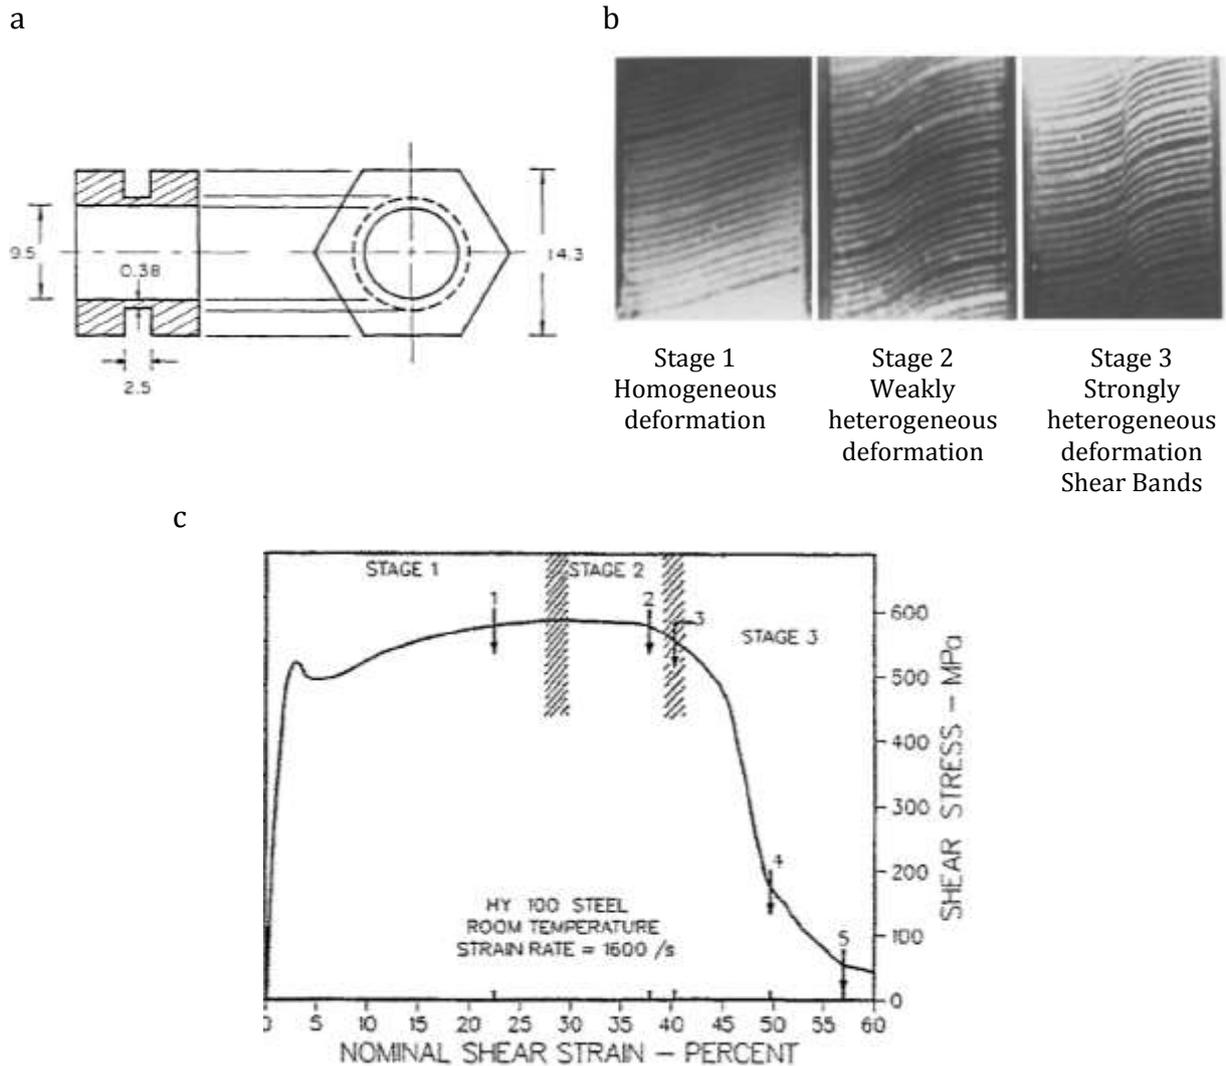 a
b
9.5
0.38
14.3
2.5
Stage 1
Homogeneous
deformation
Stage 2
Weakly
heterogeneous
deformation
Stage 3
Strongly
heterogeneous
deformation
Shear Bands
c
STAGE 1
STAGE 2
STAGE 3
1
2
3
4
5
HY 100 STEEL
ROOM TEMPERATURE
STRAIN RATE = 1600 /s
600
500
400
300
200
100
0
SHEAR STRESS – MPa
0 5 10 15 20 25 30 35 40 45 50 55 60
NOMINAL SHEAR STRAIN – PERCENT